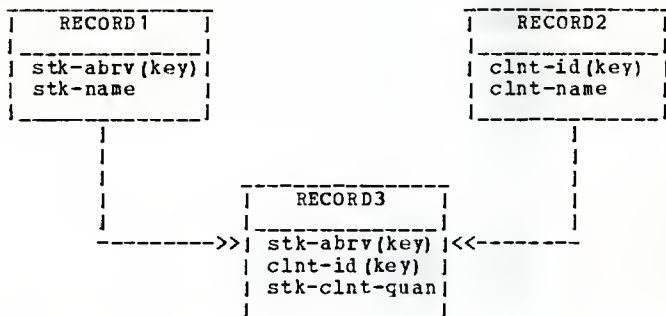 RECORD1
stk-abrv(key)
stk-name
RECORD2
clnt-id(key)
clnt-name
RECORD3
stk-abrv(key)
clnt-id(key)
stk-clnt-quan